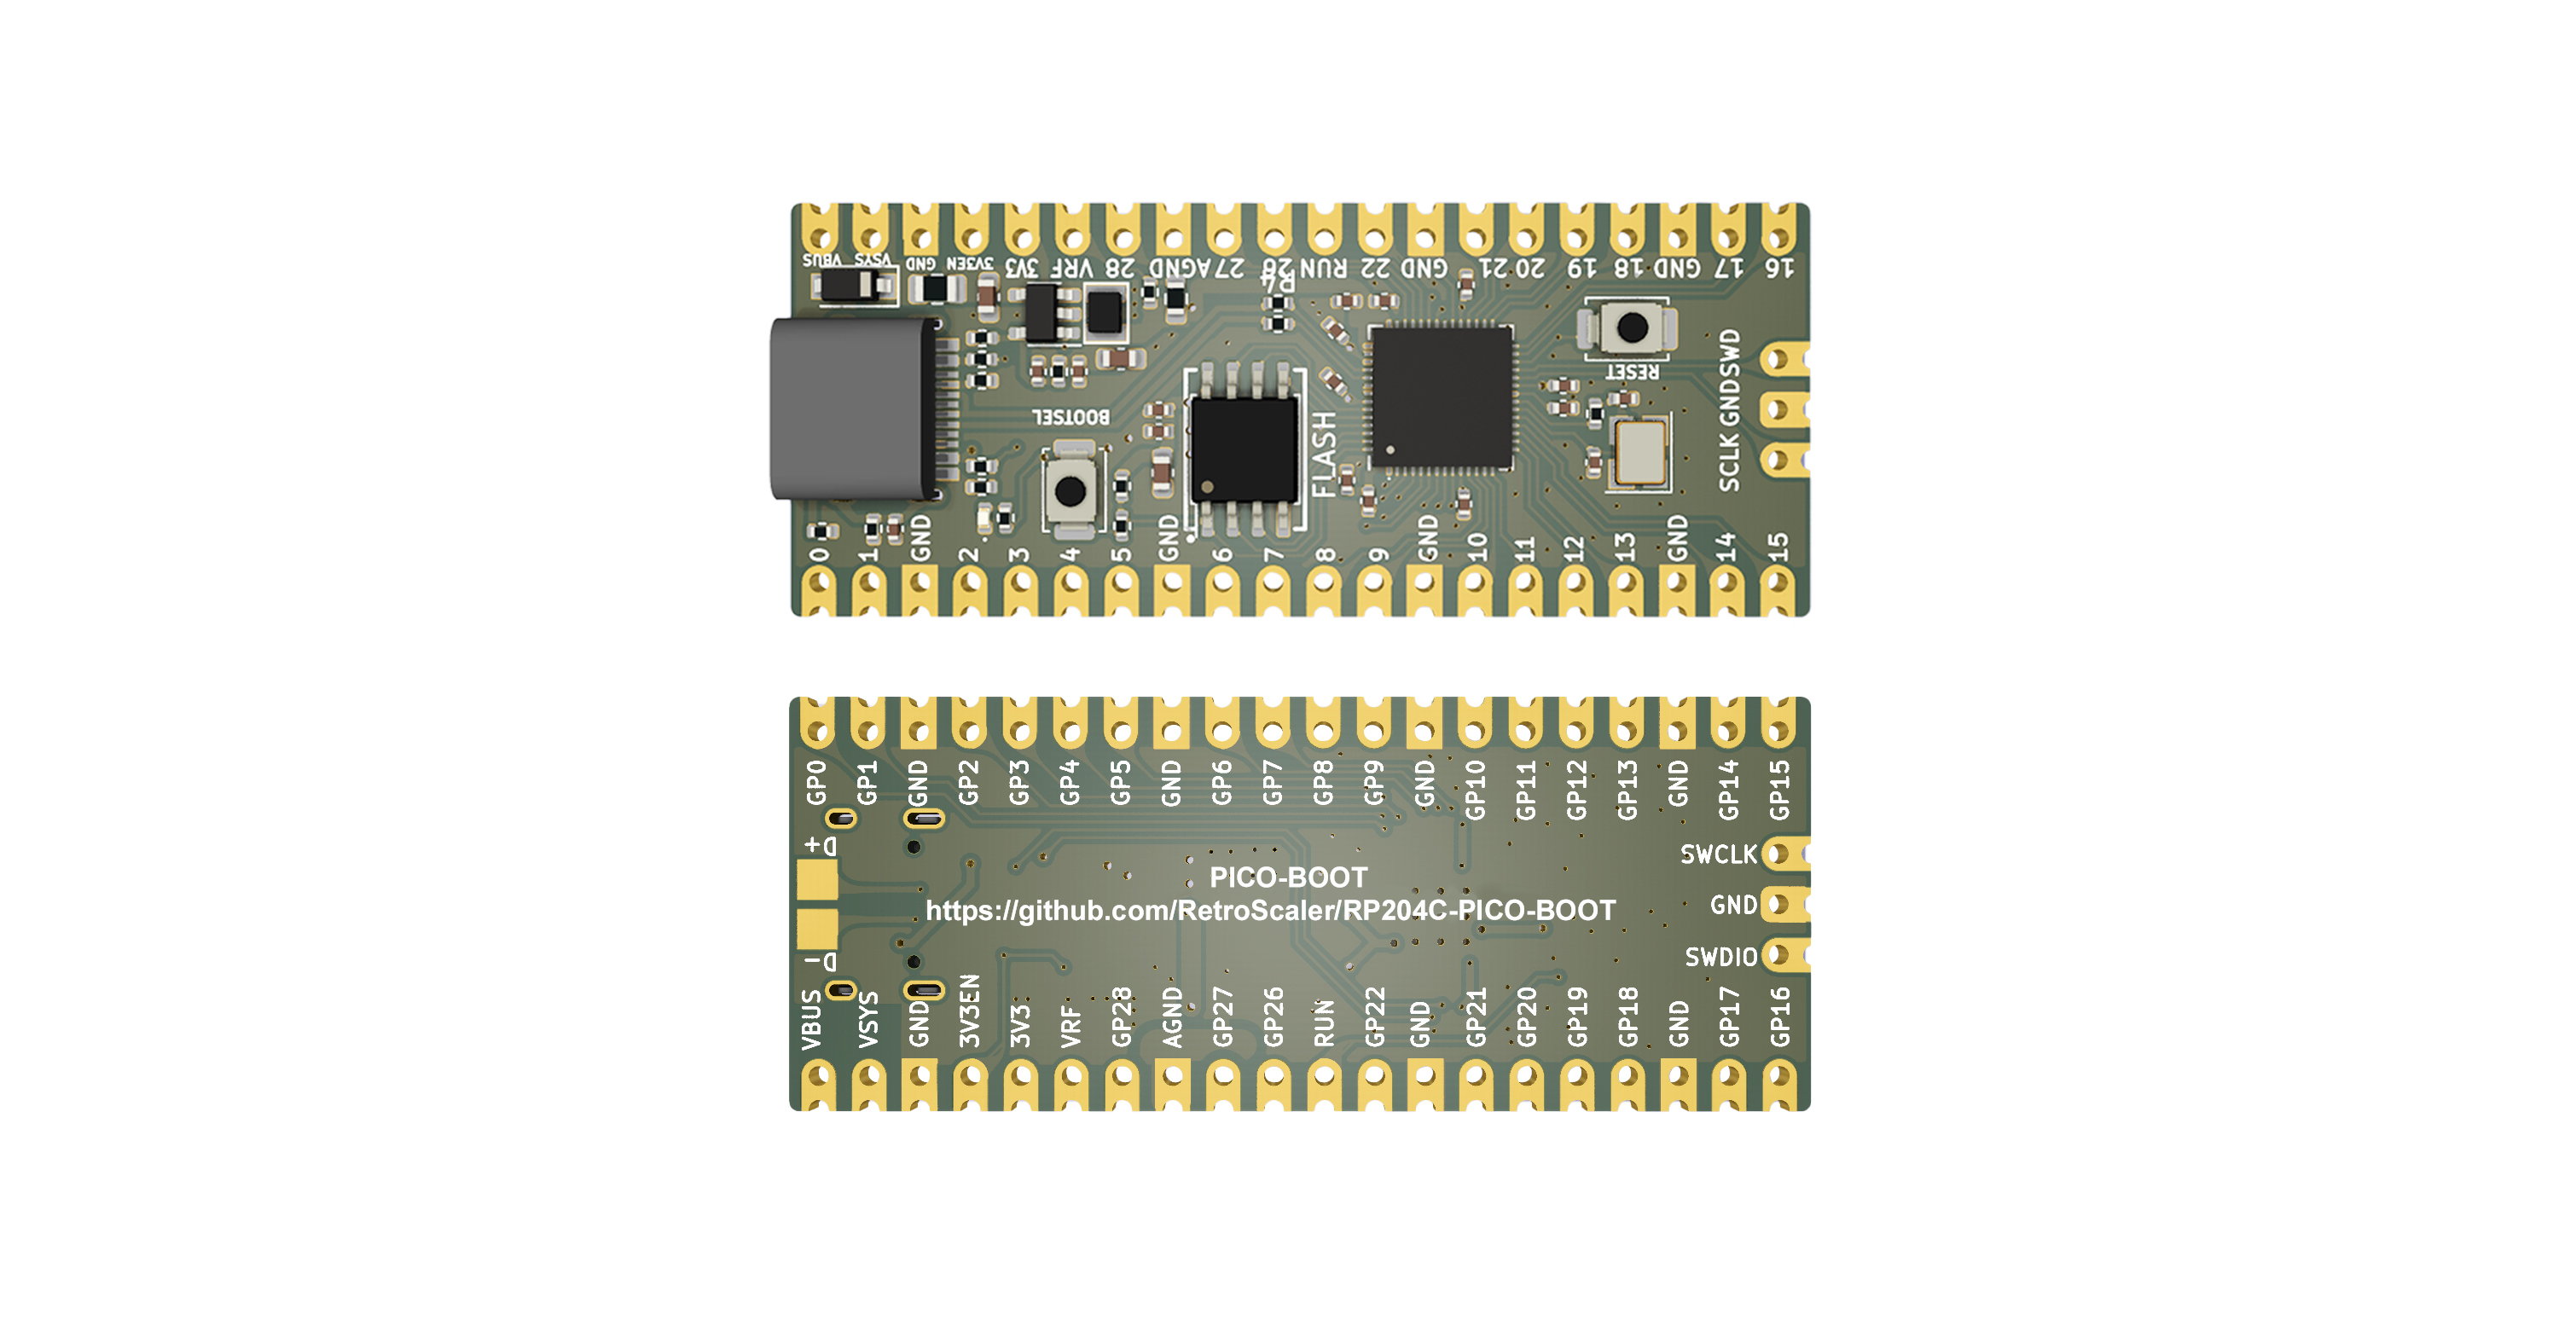 VBUS VSYS GND 3V3EN 3V3 VRF 28 AGND 27 26 RUN 22 GND 21 20 19 18 GND 17 16
R4
RESET
BOOTSEL
FLASH
SCLK GND SWD
0 1 GND 2 3 4 5 GND 6 7 8 9 GND 10 11 12 13 GND 14 15
GP0 GP1 GND GP2 GP3 GP4 GP5 GND GP6 GP7 GP8 GP9 GND GP10 GP11 GP12 GP13 GND GP14 GP15
D+
SWCLK
PICO-BOOT
GND
https://github.com/RetroScaler/RP204C-PICO-BOOT
D-
SWDIO
VBUS VSYS GND 3V3EN 3V3 VRF GP28 AGND GP27 GP26 RUN GP22 GND GP21 GP20 GP19 GP18 GND GP17 GP16